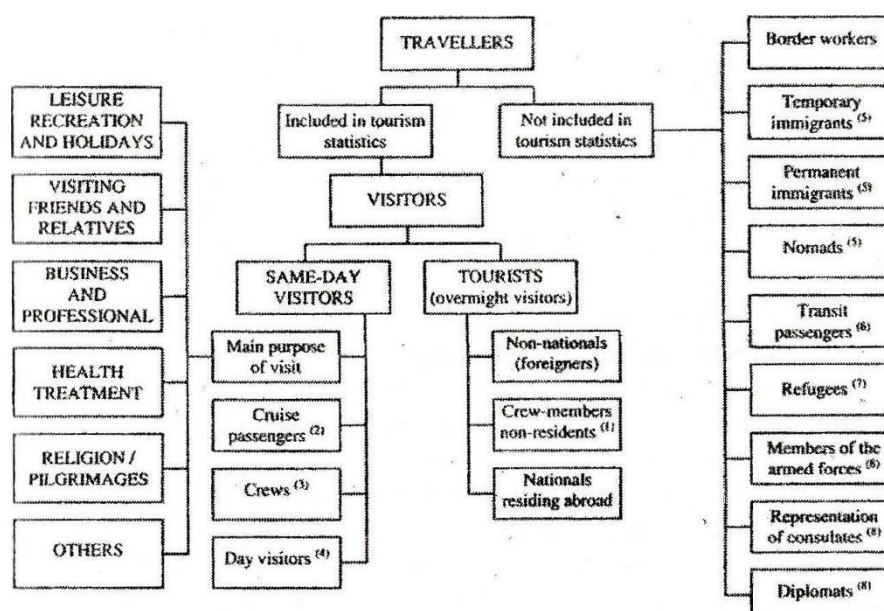 TRAVELLERS
Included in tourism
statistics
Not included in
tourism statistics
VISITORS
SAME-DAY
VISITORS
TOURISTS
(overnight visitors)
LEISURE
RECREATION
AND HOLIDAYS
VISITING
FRIENDS AND
RELATIVES
BUSINESS
AND
PROFESSIONAL
HEALTH
TREATMENT
RELIGION /
PILGRIMAGES
OTHERS
Main purpose
of visit
Cruise
passengers (2)
Crews (3)
Day visitors (4)
Non-nationals
(foreigners)
Crew-members
non-residents (1)
Nationals
residing abroad
Border workers
Temporary
immigrants (5)
Permanent
immigrants (5)
Nomads (5)
Transit
passengers (6)
Refugees (7)
Members of the
armed forces (8)
Representation
of consulates (8)
Diplomats (8)